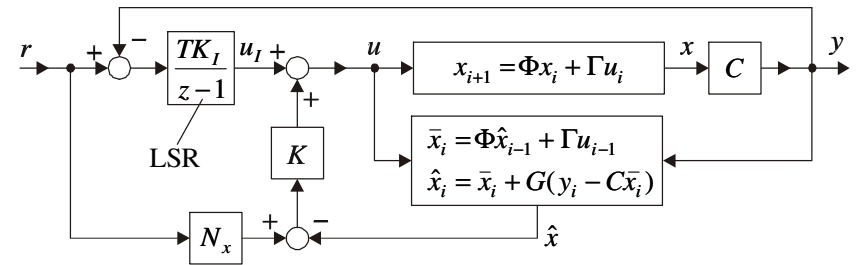 r + − TK_I / z − 1 u_I + u x_{i+1} = Φx_i + Γu_i x C y
+
LSR
K
x̄_i = Φx̂_{i−1} + Γu_{i−1}
x̂_i = x̄_i + G(y_i − Cx̄_i)
N_x + − x̂